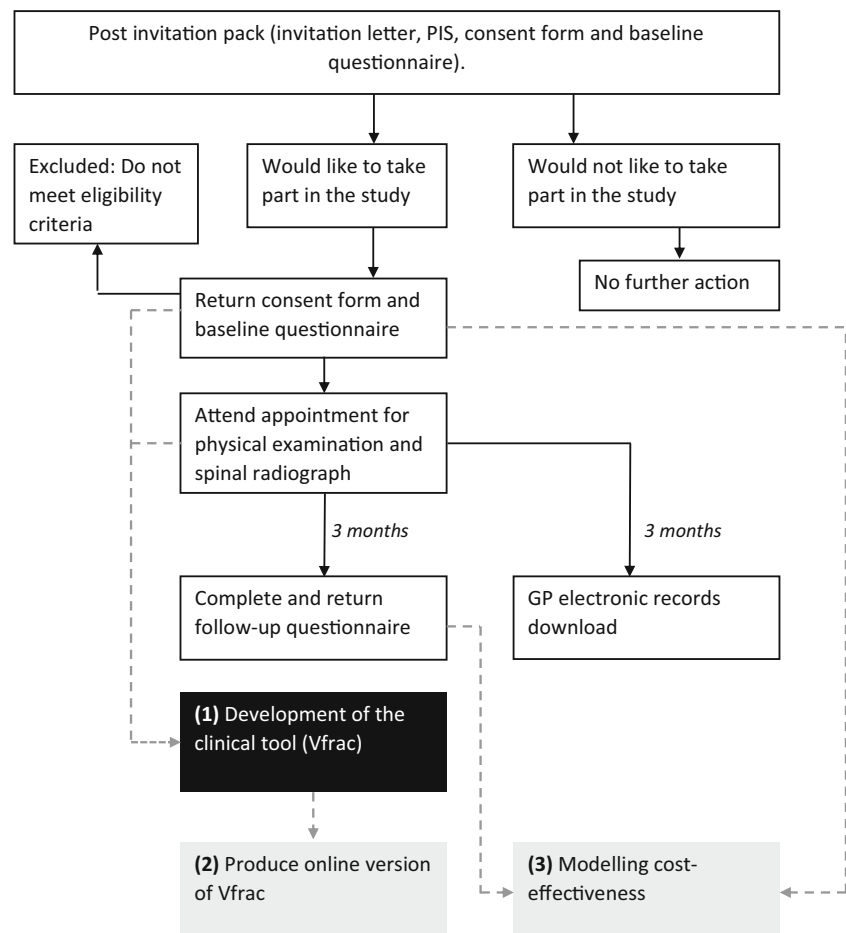 Post invitation pack (invitation letter, PIS, consent form and baseline
questionnaire).
Excluded: Do not
meet eligibility
criteria
Would like to take
part in the study
Would not like to take
part in the study
No further action
Return consent form and
baseline questionnaire
Attend appointment for
physical examination and
spinal radiograph
3 months
3 months
Complete and return
follow-up questionnaire
GP electronic records
download
(1) Development of the
clinical tool (Vfrac)
(2) Produce online version
of Vfrac
(3) Modelling cost-
effectiveness